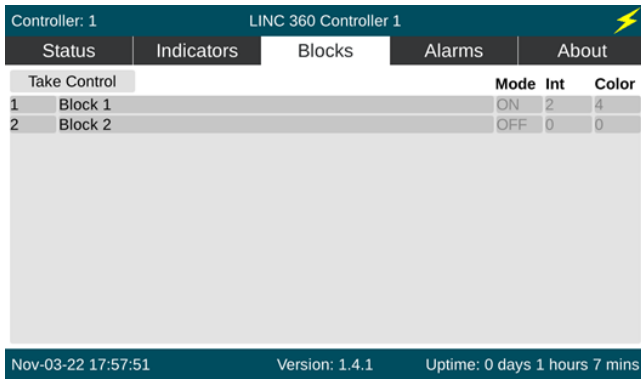 Controller: 1 LINC 360 Controller 1
Status Indicators Blocks Alarms About
Take Control Mode Int Color
1 Block 1 ON 2 4
2 Block 2 OFF 0 0
Nov-03-22 17:57:51 Version: 1.4.1 Uptime: 0 days 1 hours 7 mins